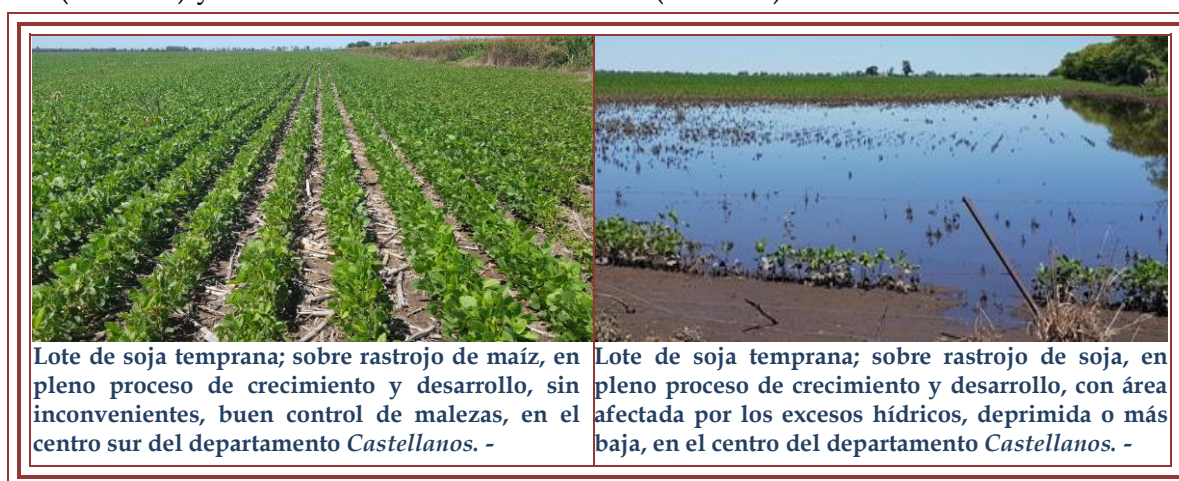 Lote de soja temprana; sobre rastrojo de maíz, en
pleno proceso de crecimiento y desarrollo, sin
inconvenientes, buen control de malezas, en el
centro sur del departamento Castellanos. -
Lote de soja temprana; sobre rastrojo de soja, en
pleno proceso de crecimiento y desarrollo, con área
afectada por los excesos hídricos, deprimida o más
baja, en el centro del departamento Castellanos. -